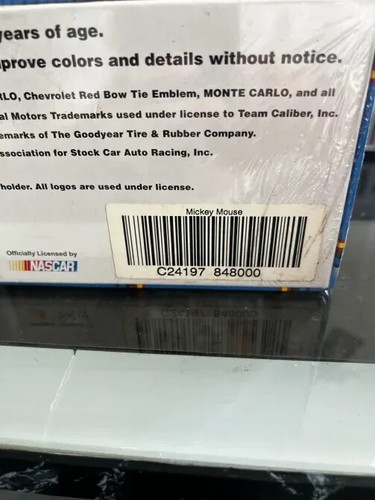 years of age.
prove colors and details without notice.
RLO, Chevrolet Red Bow Tie Emblem, MONTE CARLO, and all
al Motors Trademarks used under license to Team Caliber, Inc.
emarks of The Goodyear Tire & Rubber Company.
ssociation for Stock Car Auto Racing, Inc.
holder. All logos are used under license.
Mickey Mouse
C24197 848000
Officially Licensed by
NASCAR